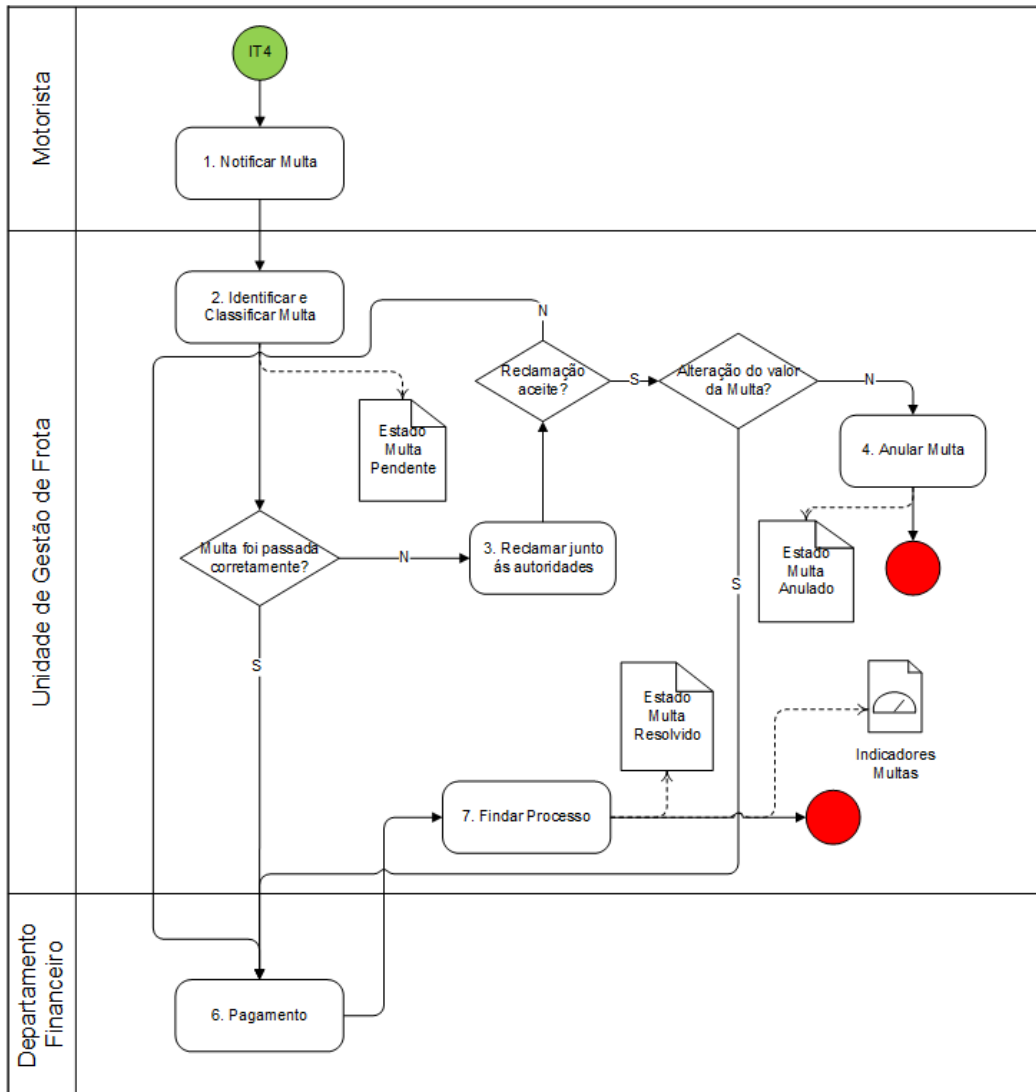 Motorista
IT4
1. Notificar Multa
Unidade de Gestão de Frota
2. Identificar e
Classificar Multa
N
Reclamação
aceite?
S
Alteração do valor
da Multa?
N
Estado
Multa
Pendente
4. Anular Multa
Multa foi passada
corretamente?
N
3. Reclamar junto
ás autoridades
Estado
Multa
Anulado
S
S
Estado
Multa
Resolvido
Indicadores
Multas
7. Findar Processo
Departamento
Financeiro
6. Pagamento